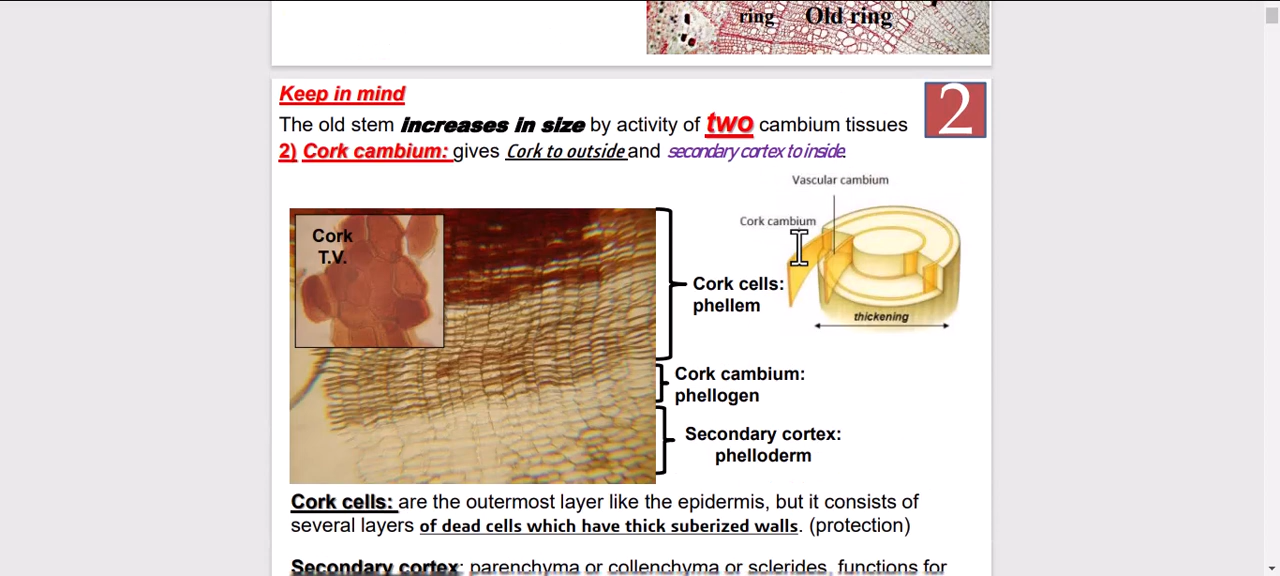 ring Old ring
Keep in mind
2
The old stem increases in size by activity of two cambium tissues
2) Cork cambium: gives Cork to outside and secondary cortex to inside.
Vascular cambium
Cork cambium
Cork
T.V.
Cork cells:
phellem
thickening
Cork cambium:
phellogen
Secondary cortex:
phelloderm
Cork cells: are the outermost layer like the epidermis, but it consists of
several layers of dead cells which have thick suberized walls. (protection)
Secondary cortex: parenchyma or collenchyma or sclerides, functions for